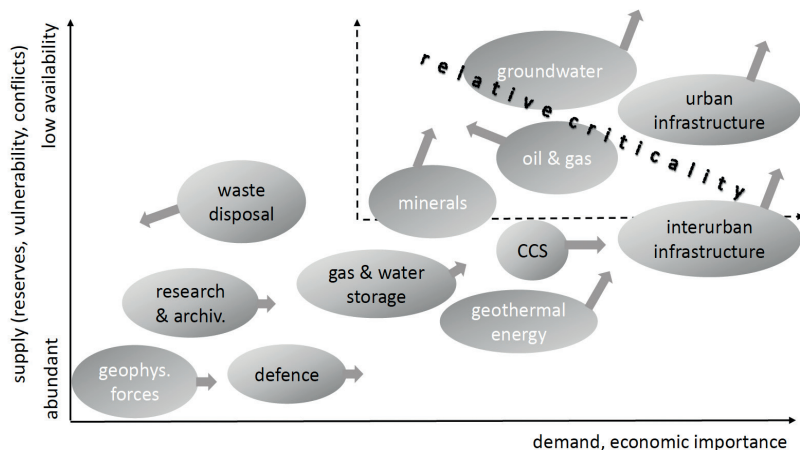 supply (reserves, vulnerability, conflicts)
low availability
abundant
groundwater
urban
infrastructure
relative criticality
oil & gas
waste
disposal
minerals
interurban
infrastructure
CCS
gas & water
storage
research
& archiv.
geothermal
energy
geophys.
forces
defence
demand, economic importance